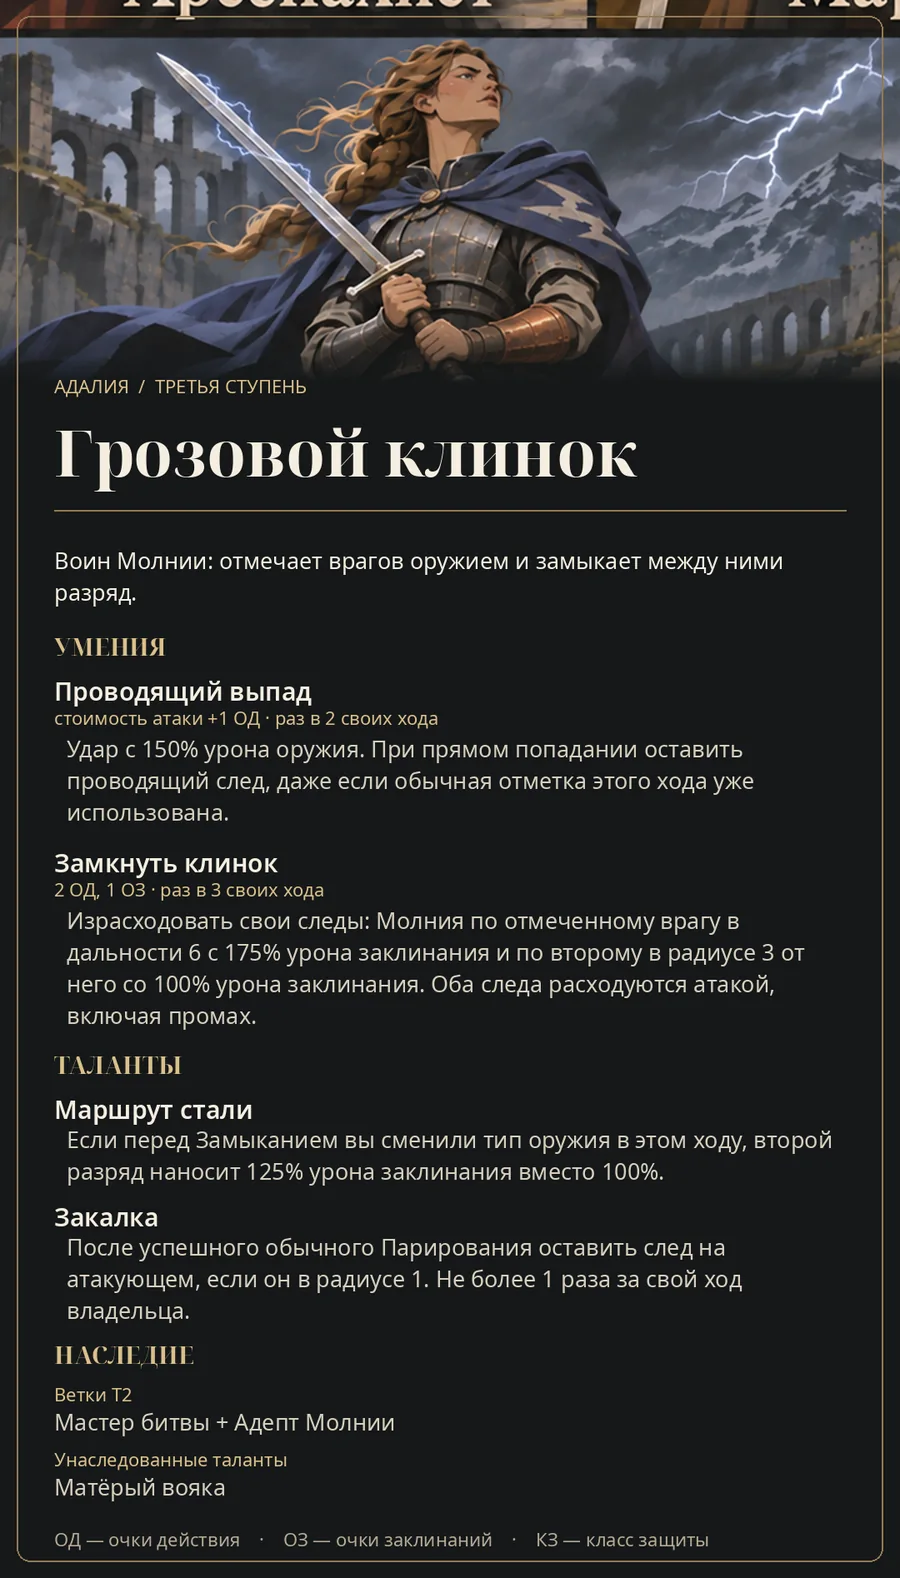 АДАЛИЯ / ТРЕТЬЯ СТУПЕНЬ
Грозовой клинок
Воин Молнии: отмечает врагов оружием и замыкает между ними
разряд.
УМЕНИЯ
Проводящий выпад
стоимость атаки +1 ОД · раз в 2 своих хода
Удар с 150% урона оружия. При прямом попадании оставить
проводящий след, даже если обычная отметка этого хода уже
использована.
Замкнуть клинок
2 ОД, 1 ОЗ · раз в 3 своих хода
Израсходовать свои следы: Молния по отмеченному врагу в
дальности 6 с 175% урона заклинания и по второму в радиусе 3 от
него со 100% урона заклинания. Оба следа расходуются атакой,
включая промах.
ТАЛАНТЫ
Маршрут стали
Если перед Замыканием вы сменили тип оружия в этом ходу, второй
разряд наносит 125% урона заклинания вместо 100%.
Закалка
После успешного обычного Парирования оставить след на
атакующем, если он в радиусе 1. Не более 1 раза за свой ход
владельца.
НАСЛЕДИЕ
Ветки Т2
Мастер битвы + Адепт Молнии
Унаследованные таланты
Матёрый вояка
ОД — очки действия · ОЗ — очки заклинаний · КЗ — класс защиты